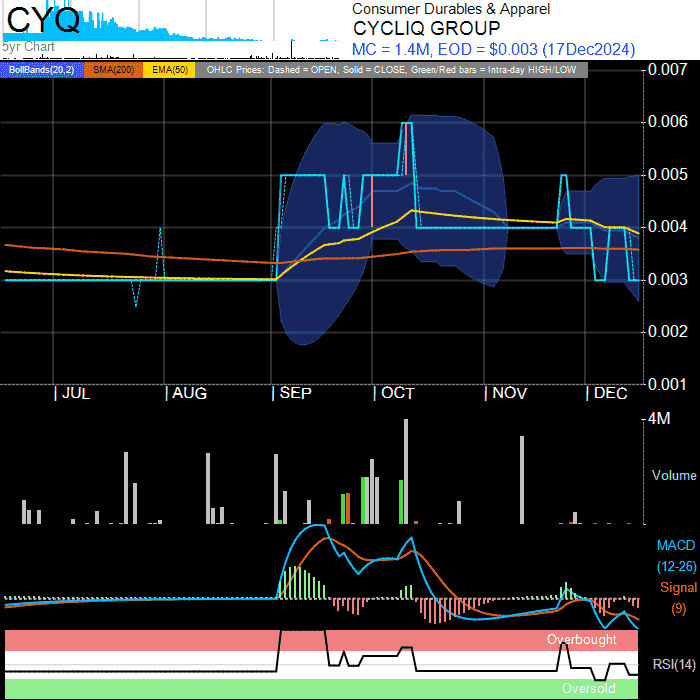 CYQ
5yr Chart
Consumer Durables & Apparel
CYCLIQ GROUP
MC = 1.4M, EOD = $0.003 (17Dec2024)
BollBands(20,2) SMA(200) EMA(50) OHLC Prices: Dashed = OPEN, Solid = CLOSE, Green/Red bars = Intra-day HIGH/LOW
0.007
0.006
0.005
0.004
0.003
0.002
0.001
JUL AUG SEP OCT NOV DEC
4M
Volume
MACD
(12-26)
Signal
(9)
Overbought
RSI(14)
Oversold